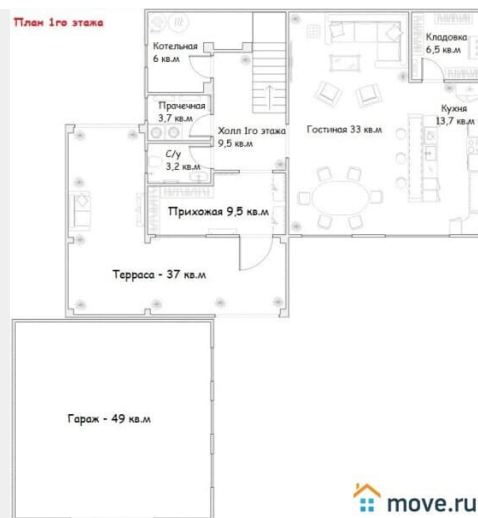 План 1го этажа
Котельная
6 кв.м
Кладовка
6,5 кв.м
Прачечная
3,7 кв.м
Кухня
13,7 кв.м
Холл 1го этажа
9,5 кв.м
Гостиная 33 кв.м
С/у
3,2 кв.м
Прихожая 9,5 кв.м
Терраса - 37 кв.м
Гараж - 49 кв.м
move.ru